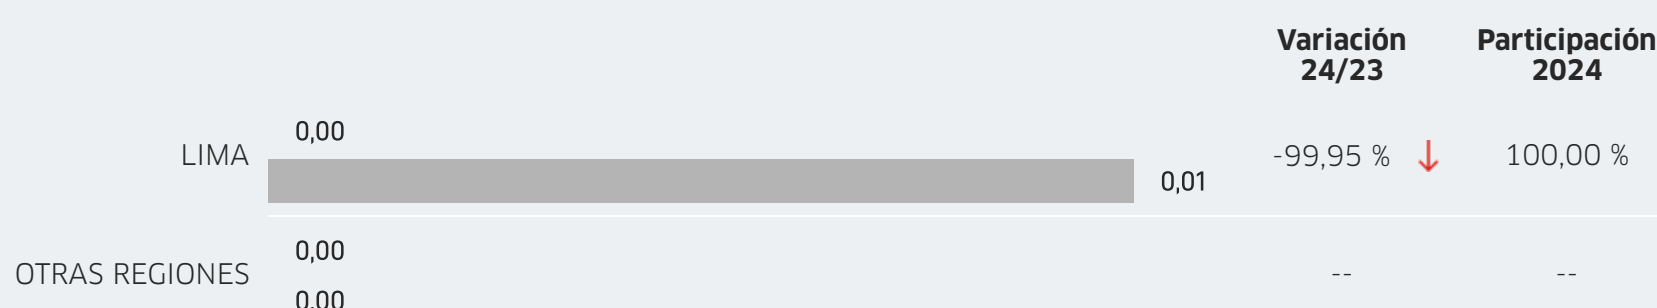 Variación Participación
24/23 2024
0,00
LIMA -99,95 % 100,00 %
0,01
0,00
OTRAS REGIONES -- --
0,00